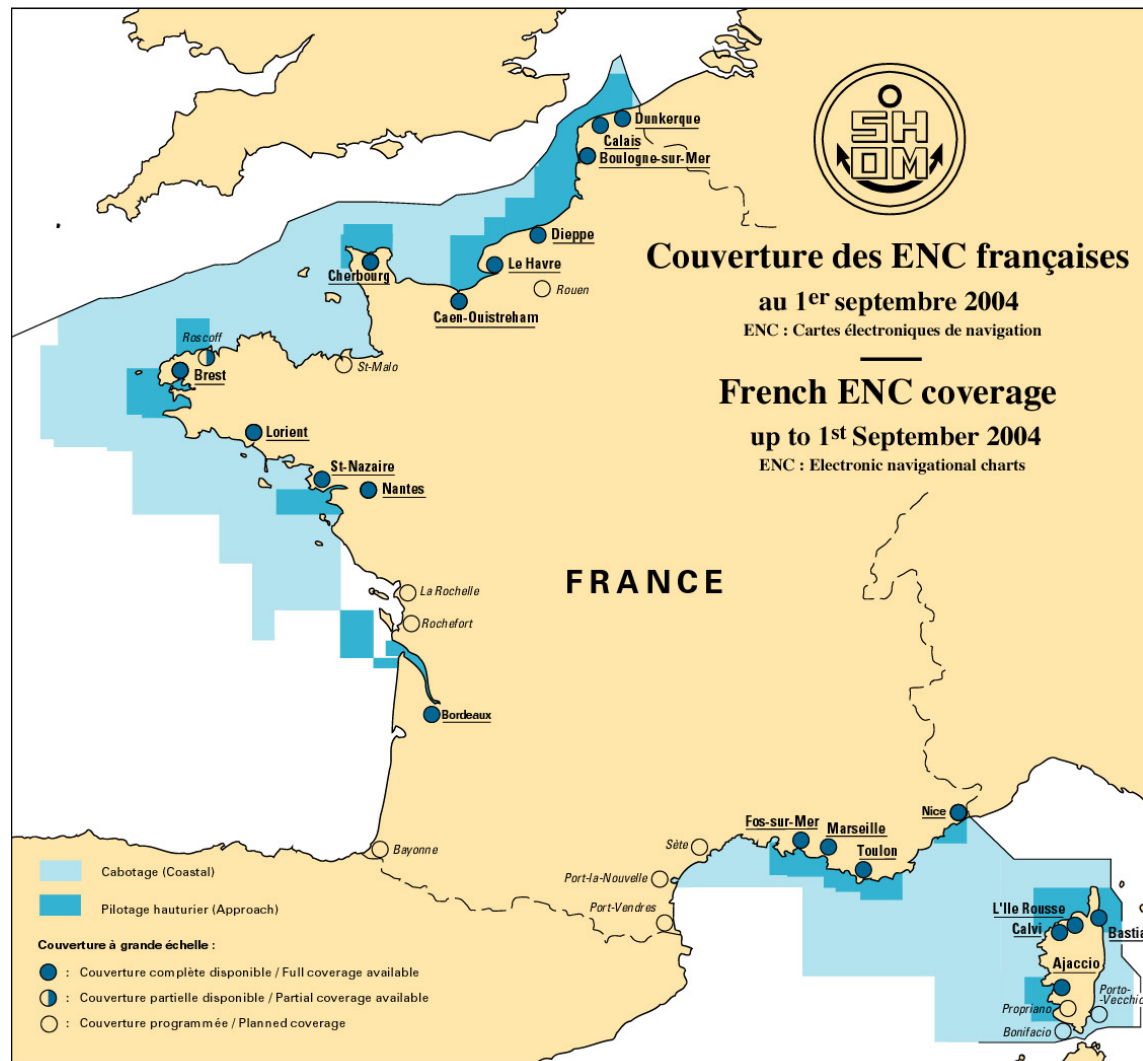 SH
OM
Couverture des ENC françaises
au 1er septembre 2004
ENC : Cartes électroniques de navigation
French ENC coverage
up to 1st September 2004
ENC : Electronic navigational charts
Dunkerque
Calais
Boulogne-sur-Mer
Dieppe
Le Havre
Rouen
Cherbourg
Caen-Ouistreham
Roscoff
St-Malo
Brest
Lorient
St-Nazaire
Nantes
FRANCE
La Rochelle
Rochefort
Bordeaux
Bayonne
Nice
Fos-sur-Mer
Marseille
Toulon
Sète
Port-la-Nouvelle
Port-Vendres
L'Ile Rousse
Calvi
Bastia
Ajaccio
Porto-
-Vecchio
Propriano
Bonifacio
Cabotage (Coastal)
Pilotage hauturier (Approach)
Couverture à grande échelle :
: Couverture complète disponible / Full coverage available
: Couverture partielle disponible / Partial coverage available
: Couverture programmée / Planned coverage